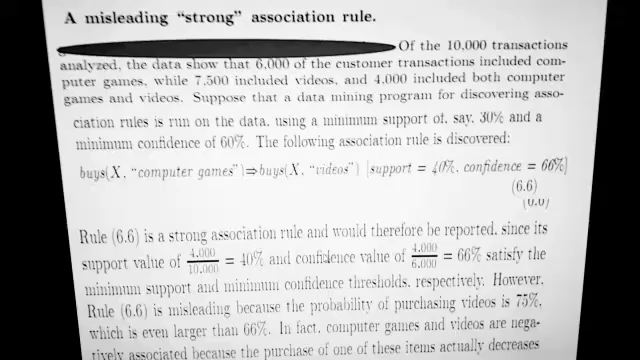 A misleading “strong” association rule.
Of the 10,000 transactions
analyzed, the data show that 6,000 of the customer transactions included com-
puter games, while 7,500 included videos, and 4,000 included both computer
games and videos. Suppose that a data mining program for discovering asso-
ciation rules is run on the data, using a minimum support of, say, 30% and a
minimum confidence of 60%. The following association rule is discovered:
buys(X, “computer games”)⇒buys(X, “videos”) [support = 40%, confidence = 66%]
(6.6)
(6.6)
Rule (6.6) is a strong association rule and would therefore be reported, since its
support value of 4,000/10,000 = 40% and confidence value of 4,000/6,000 = 66% satisfy the
minimum support and minimum confidence thresholds, respectively. However,
Rule (6.6) is misleading because the probability of purchasing videos is 75%,
which is even larger than 66%. In fact, computer games and videos are nega-
tively associated because the purchase of one of these items actually decreases